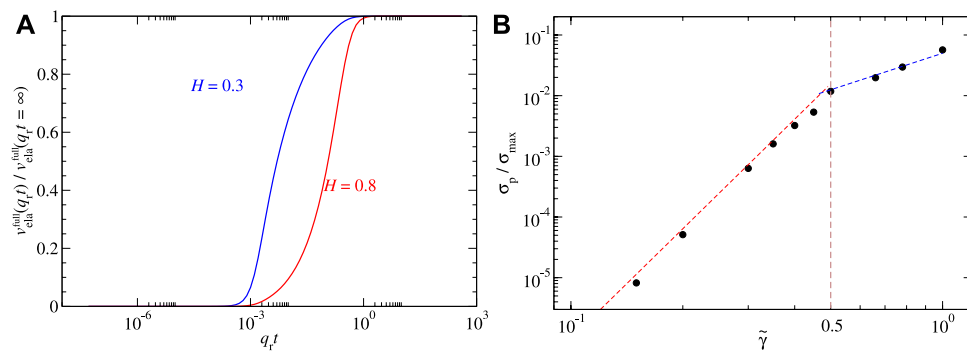 A
1
0.8
0.6
0.4
0.2
0
v_ela^full(q_r t) / v_ela^full(q_r t = ∞)
H = 0.3
H = 0.8
10^-6
10^-3
10^0
10^3
q_r t
B
10^-1
10^-2
10^-3
10^-4
10^-5
σ_p / σ_max
10^-1
0.5
10^0
γ̃